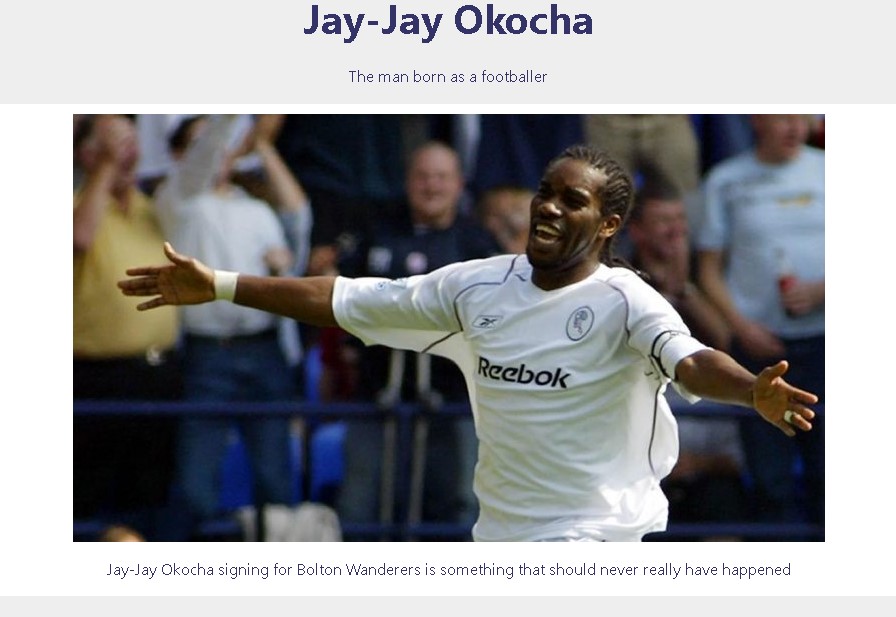 Jay-Jay Okocha
The man born as a footballer
Reebok
Jay-Jay Okocha signing for Bolton Wanderers is something that should never really have happened